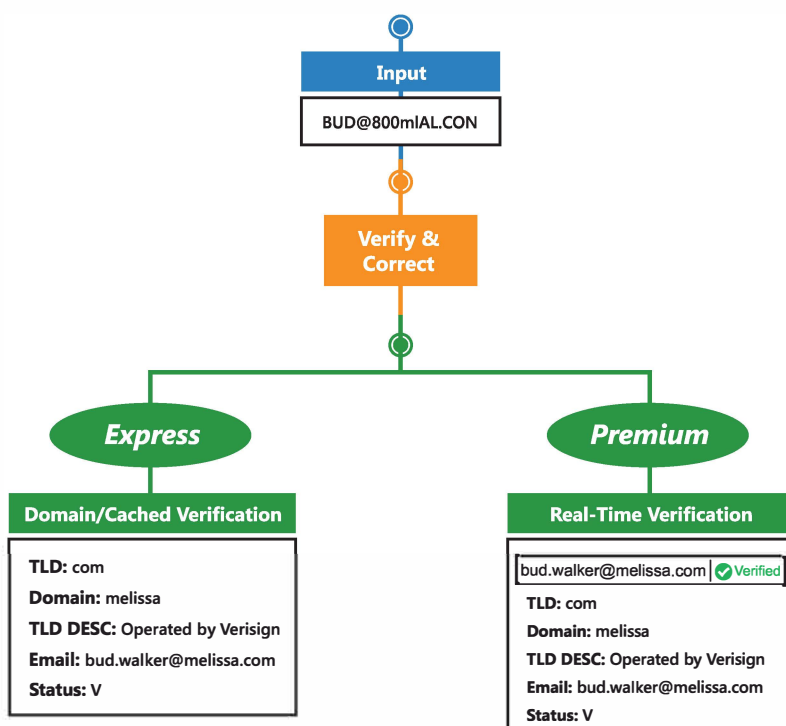 Input
BUD@800mIAL.CON
Verify &
Correct
Express
Premium
Domain/Cached Verification
TLD: com
Domain: melissa
TLD DESC: Operated by Verisign
Email: bud.walker@melissa.com
Status: V
Real-Time Verification
bud.walker@melissa.com | Verified
TLD: com
Domain: melissa
TLD DESC: Operated by Verisign
Email: bud.walker@melissa.com
Status: V